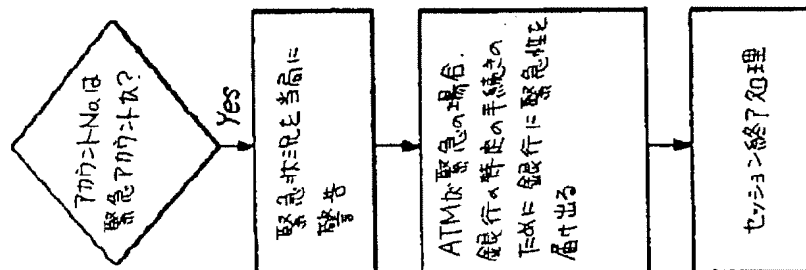 アカウントNoは
緊急アカウントか?
Yes
緊急状況を当局に
警告
ATMが緊急の場合.
銀行の特定の手続きの
ために銀行に緊急性を
届け出る
セッション終了処理